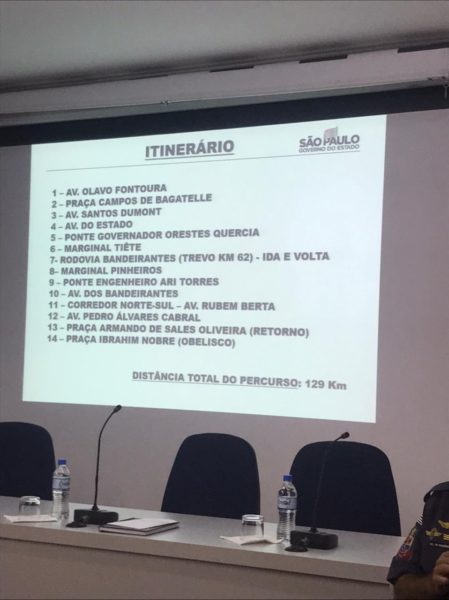 ITINERÁRIO
SÃO PAULO
GOVERNO DO ESTADO
1 – AV. OLAVO FONTOURA
2 – PRAÇA CAMPOS DE BAGATELLE
3 – AV. SANTOS DUMONT
4 – AV. DO ESTADO
5 – PONTE GOVERNADOR ORESTES QUERCIA
6 – MARGINAL TIÊTE
7- RODOVIA BANDEIRANTES (TREVO KM 62) - IDA E VOLTA
8– MARGINAL PINHEIROS
9 – PONTE ENGENHEIRO ARI TORRES
10 – AV. DOS BANDEIRANTES
11 – CORREDOR NORTE-SUL – AV. RUBEM BERTA
12 – AV. PEDRO ÁLVARES CABRAL
13 – PRAÇA ARMANDO DE SALES OLIVEIRA (RETORNO)
14 – PRAÇA IBRAHIM NOBRE (OBELISCO)
DISTÂNCIA TOTAL DO PERCURSO: 129 Km